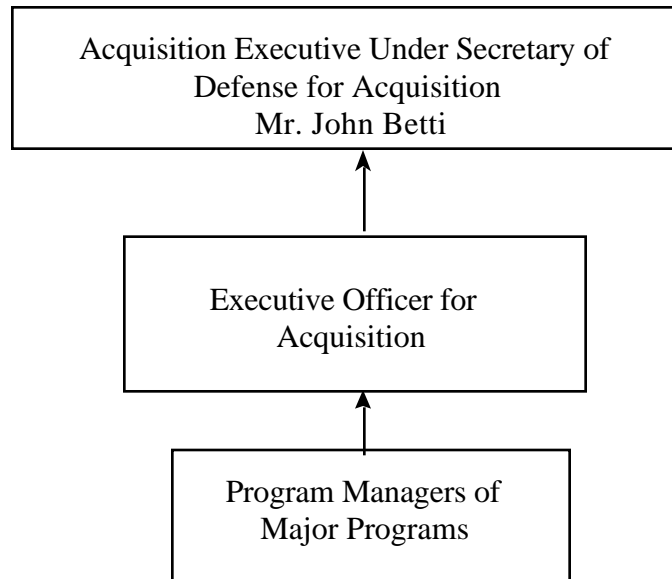 Acquisition Executive Under Secretary of
Defense for Acquisition
Mr. John Betti
Executive Officer for
Acquisition
Program Managers of
Major Programs